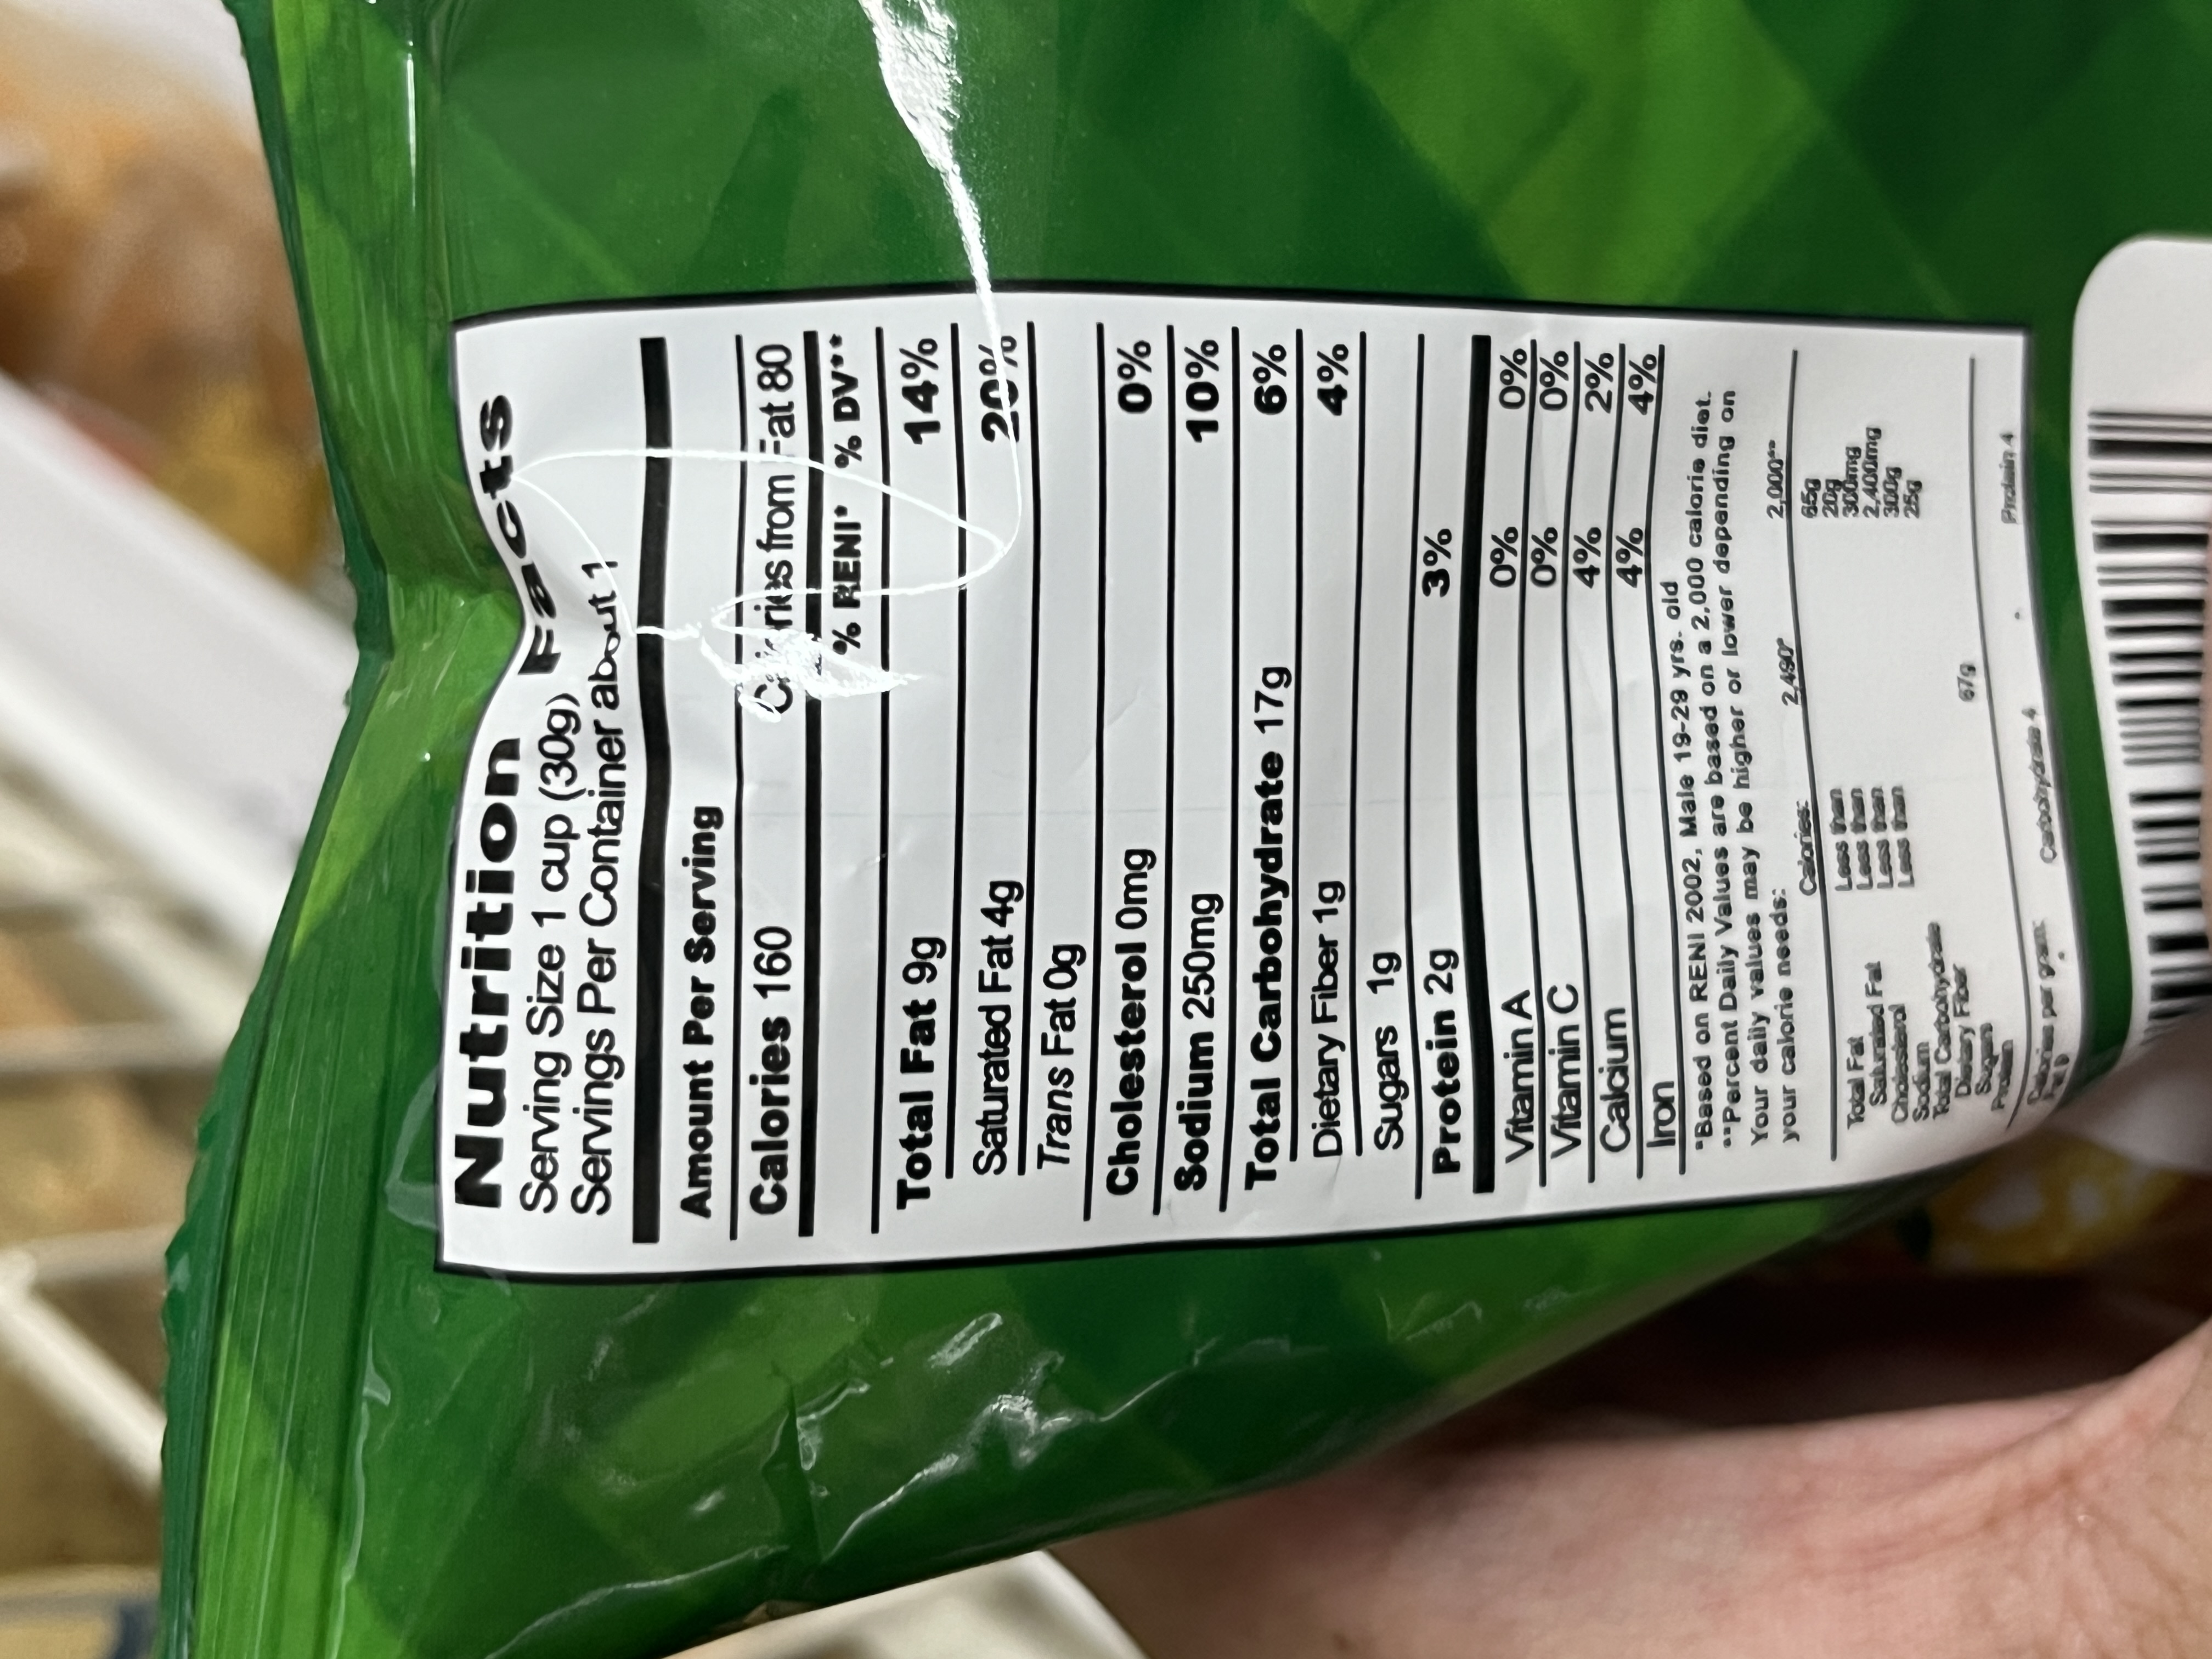 Nutrition Facts
Serving Size 1 cup (30g)
Servings Per Container about 1
Amount Per Serving
Calories 160 Calories from Fat 80
% RENI* % DV**
Total Fat 9g 14%
Saturated Fat 4g 20%
Trans Fat 0g
Cholesterol 0mg 0%
Sodium 250mg 10%
Total Carbohydrate 17g 6%
Dietary Fiber 1g 4%
Sugars 1g
Protein 2g 3%
Vitamin A 0% 0%
Vitamin C 0% 0%
Calcium 4% 2%
Iron 4% 4%
*Based on RENI 2002, Male 19-29 yrs. old
**Percent Daily Values are based on a 2,000 calorie diet.
Your daily values may be higher or lower depending on
your calorie needs:
Calories: 2,490* 2,000**
Total Fat Less than 65g
Saturated Fat Less than 20g
Cholesterol Less than 300mg
Sodium Less than 2,400mg
Total Carbohydrate 300g
Dietary Fiber 25g
Sugars
Protein 67g
Calories per gram:
Carbohydrate 4 • Protein 4